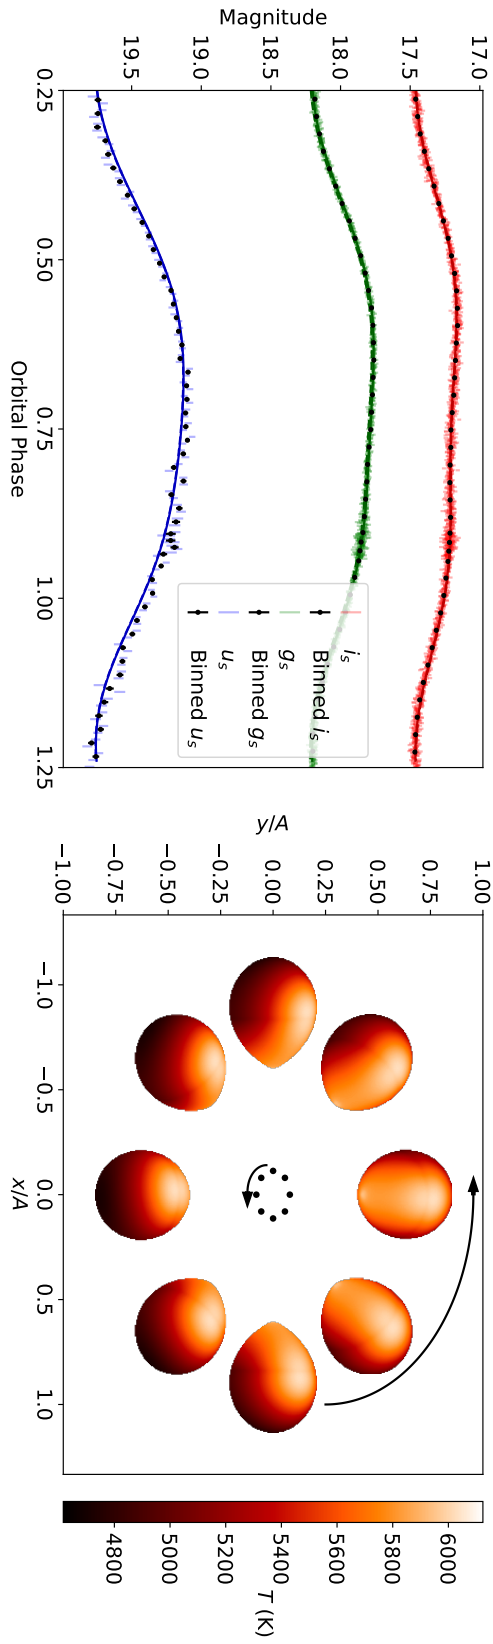 Magnitude
17.0
17.5
18.0
18.5
19.0
19.5
0.25
0.50
0.75
1.00
1.25
Orbital Phase
i_s
Binned i_s
g_s
Binned g_s
u_s
Binned u_s
y/A
1.00
0.75
0.50
0.25
0.00
−0.25
−0.50
−0.75
−1.00
−1.0
−0.5
0.0
0.5
1.0
x/A
6000
5800
5600
5400
5200
5000
4800
T (K)